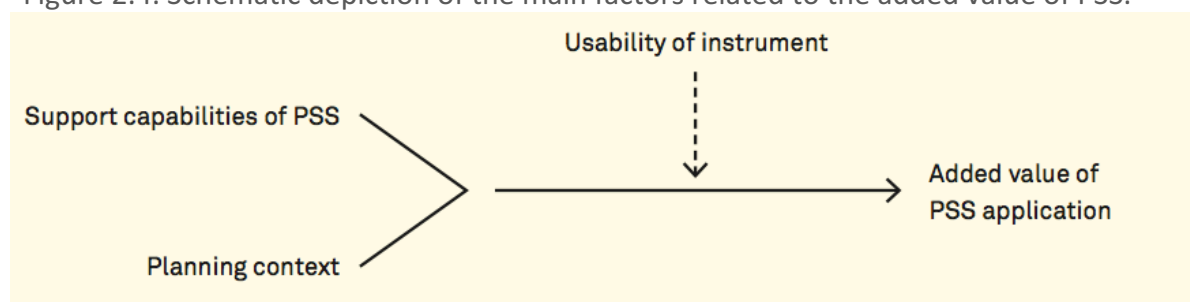 Figure 2.4. Schematic depiction of the main factors related to the added value of PSS.
Usability of instrument
Support capabilities of PSS
Added value of
PSS application
Planning context